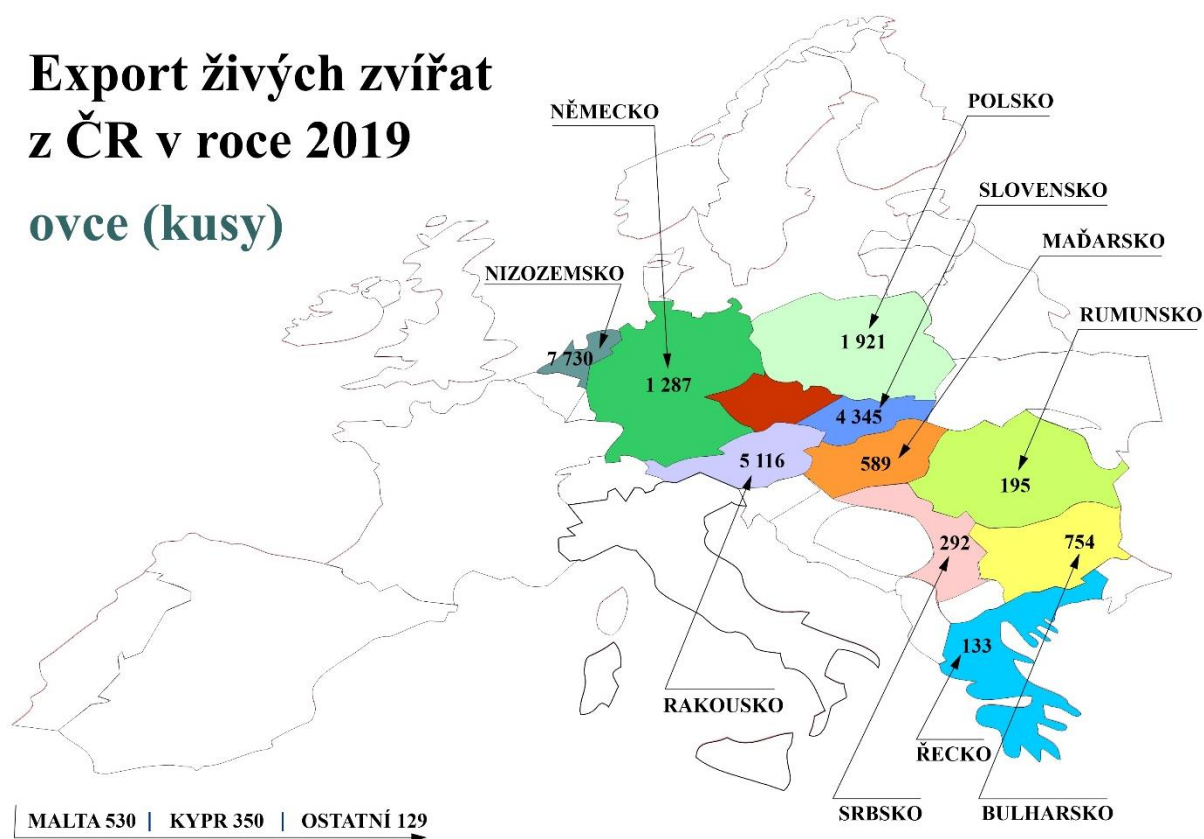 Export živých zvířat
z ČR v roce 2019
ovce (kusy)
NĚMECKO
POLSKO
SLOVENSKO
MAĎARSKO
NIZOZEMSKO
RUMUNSKO
7 730
1 287
1 921
4 345
5 116
589
195
292
754
133
RAKOUSKO
ŘECKO
SRBSKO
BULHARSKO
MALTA 530 | KYPR 350 | OSTATNÍ 129